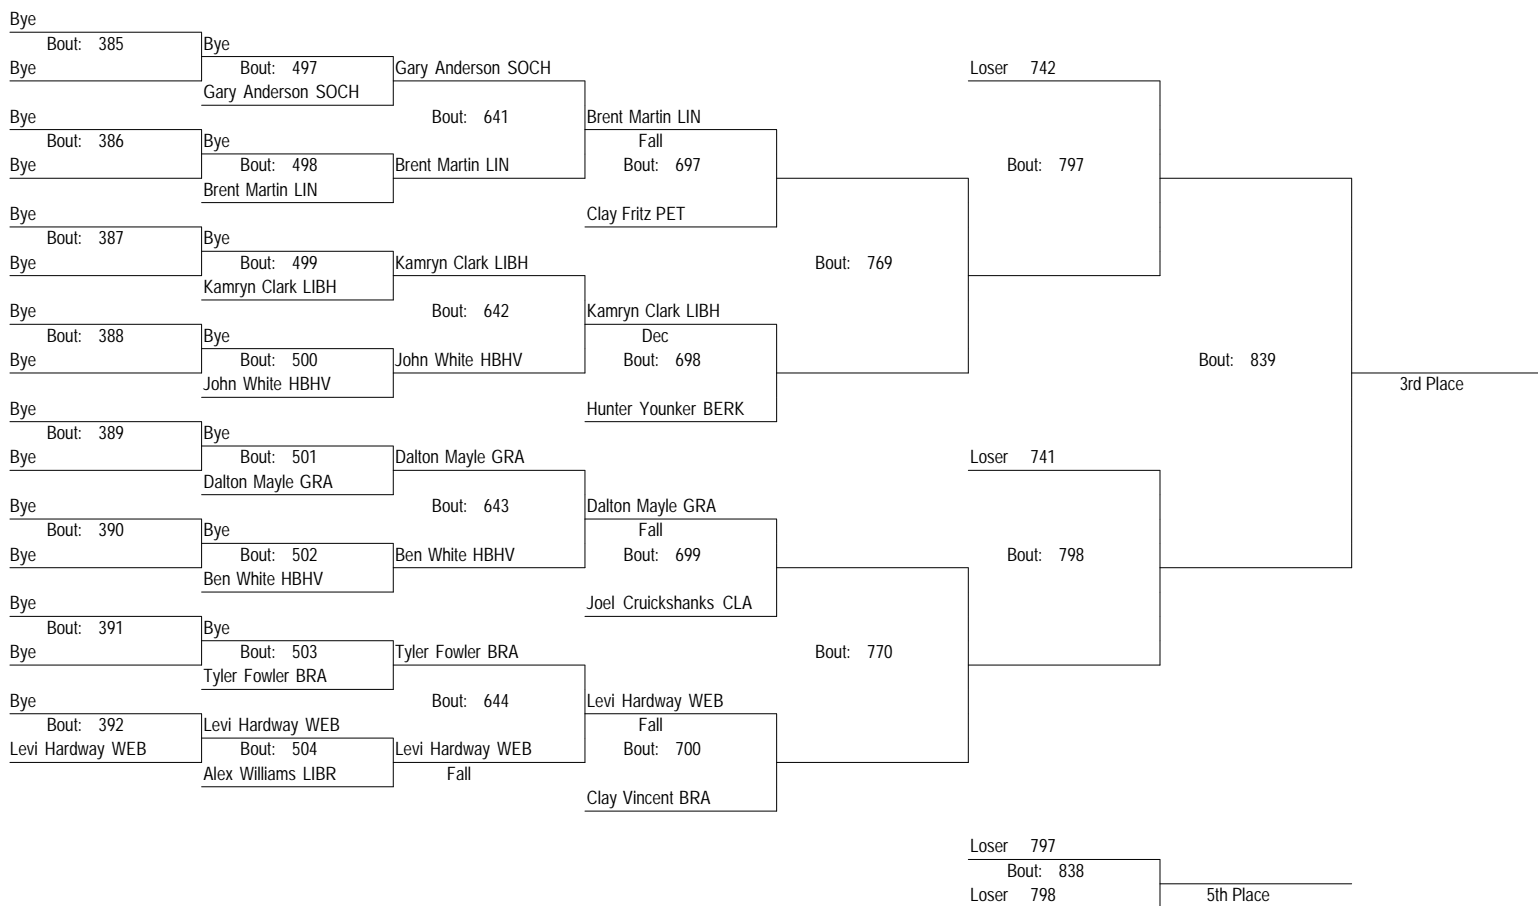 Bye
Bout: 385
Bye
Bye
Bout: 497
Gary Anderson SOCH
Gary Anderson SOCH
Loser 742
Bye
Bout: 386
Bye
Bye
Bout: 498
Brent Martin LIN
Bout: 641
Brent Martin LIN
Brent Martin LIN
Fall
Bout: 697
Clay Fritz PET
Bout: 797
Bye
Bout: 387
Bye
Bye
Bout: 499
Kamryn Clark LIBH
Kamryn Clark LIBH
Bout: 769
Bye
Bout: 388
Bye
Bye
Bout: 500
John White HBHV
Bout: 642
John White HBHV
Kamryn Clark LIBH
Dec
Bout: 698
Hunter Younker BERK
Bout: 839
3rd Place
Bye
Bout: 389
Bye
Bye
Bout: 501
Dalton Mayle GRA
Dalton Mayle GRA
Loser 741
Bye
Bout: 390
Bye
Bye
Bout: 502
Ben White HBHV
Bout: 643
Ben White HBHV
Dalton Mayle GRA
Fall
Bout: 699
Joel Cruickshanks CLA
Bout: 798
Bye
Bout: 391
Bye
Bye
Bout: 503
Tyler Fowler BRA
Tyler Fowler BRA
Bout: 770
Bye
Bout: 392
Levi Hardway WEB
Levi Hardway WEB
Bout: 504
Alex Williams LIBR
Bout: 644
Levi Hardway WEB
Fall
Levi Hardway WEB
Fall
Bout: 700
Clay Vincent BRA
Loser 797
Bout: 838
Loser 798
5th Place